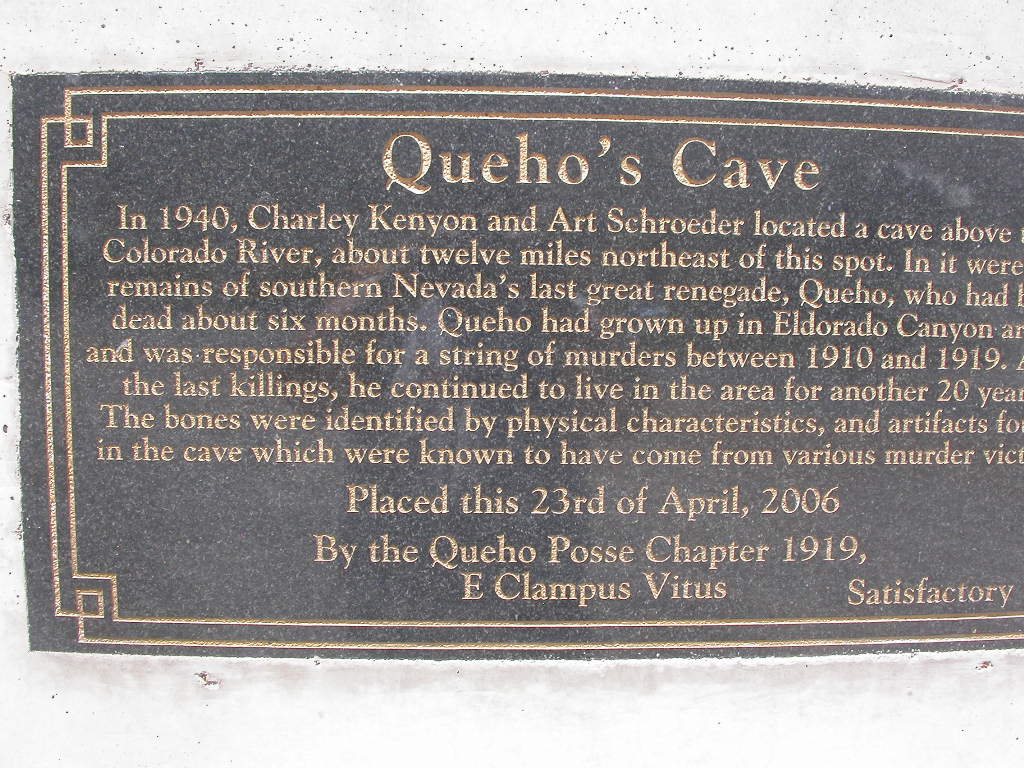 Queho's Cave
In 1940, Charley Kenyon and Art Schroeder located a cave above
Colorado River, about twelve miles northeast of this spot. In it were
remains of southern Nevada's last great renegade, Queho, who had
dead about six months. Queho had grown up in Eldorado Canyon
and was responsible for a string of murders between 1910 and 1919.
the last killings, he continued to live in the area for another 20
The bones were identified by physical characteristics, and artifacts
in the cave which were known to have come from various murder
Placed this 23rd of April, 2006
By the Queho Posse Chapter 1919,
E Clampus Vitus
Satisfactory